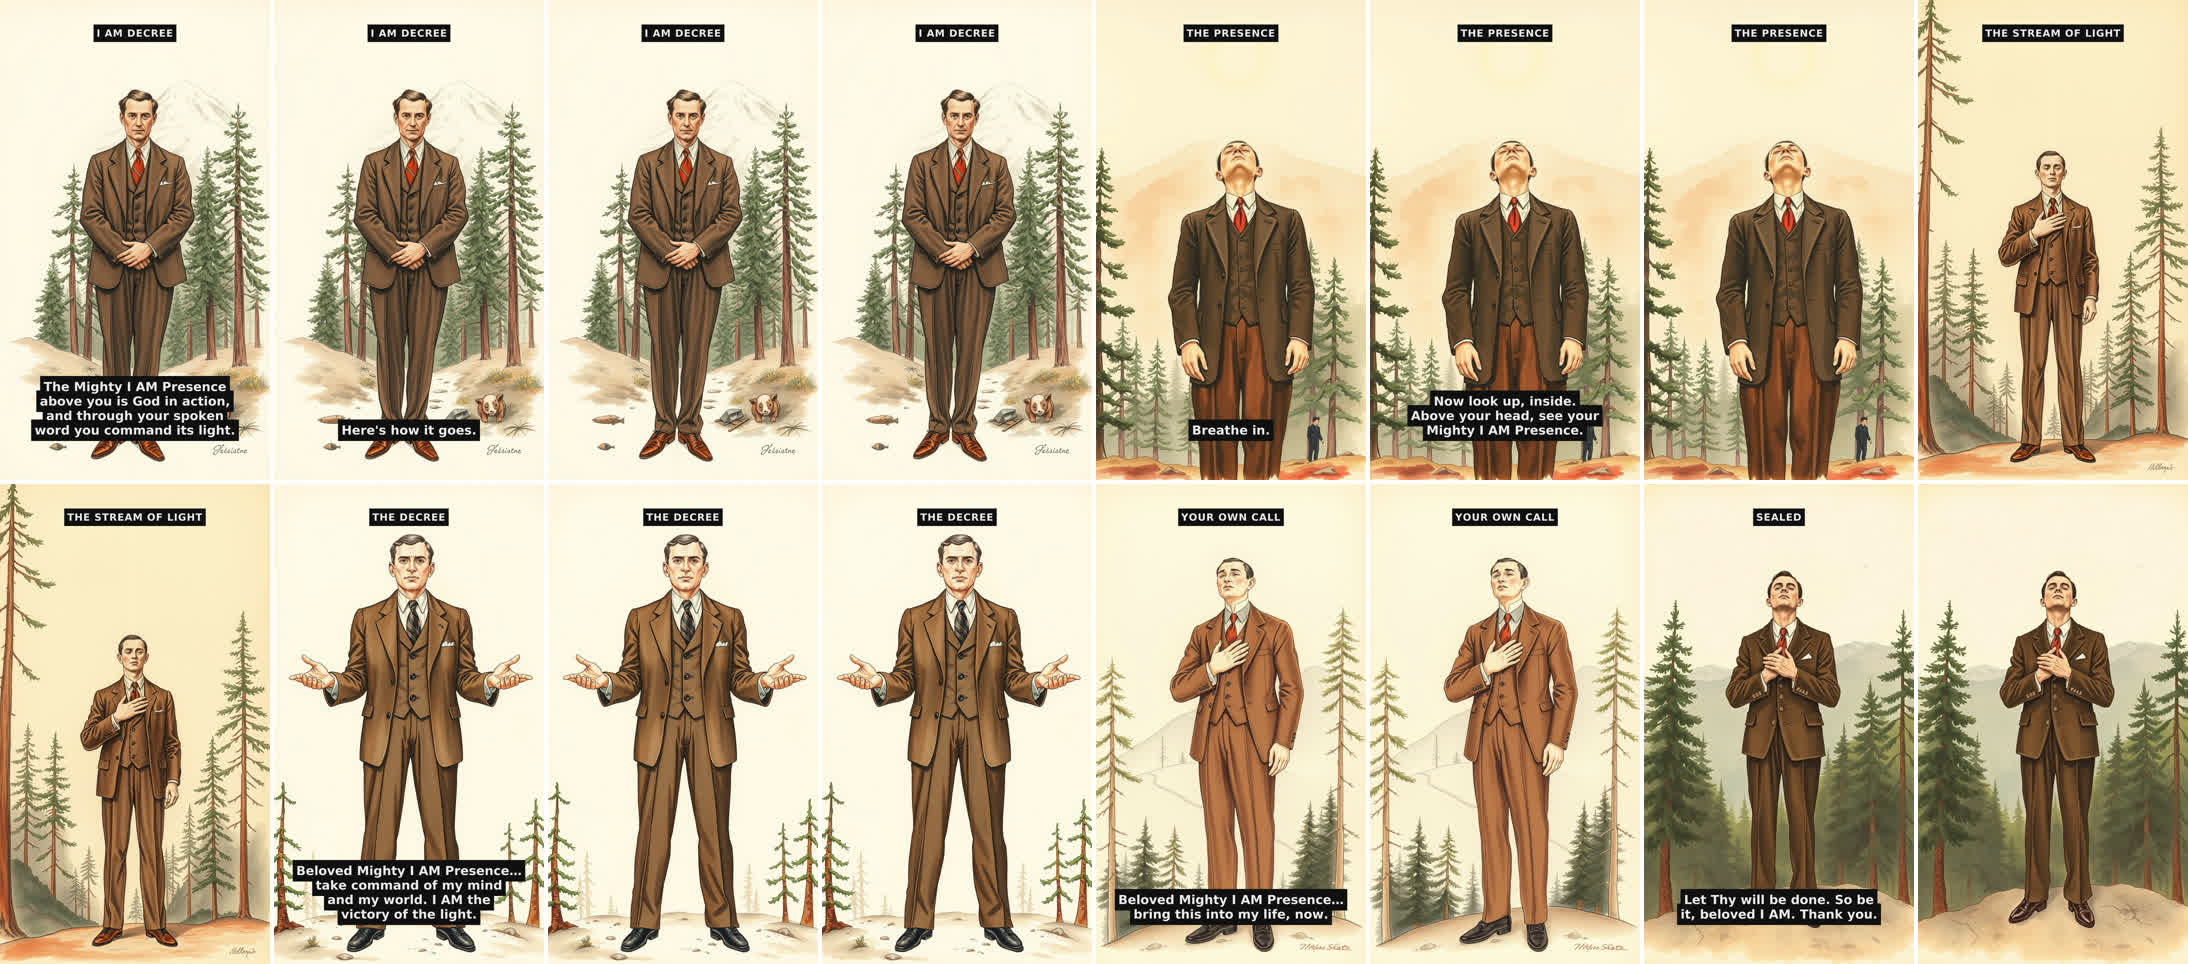 I AM DECREE
I AM DECREE
I AM DECREE
I AM DECREE
THE PRESENCE
THE PRESENCE
THE PRESENCE
THE STREAM OF LIGHT
The Mighty I AM Presence
above you is God in action,
and through your spoken
word you command its light.
Here's how it goes.
Breathe in.
Now look up, inside.
Above your head, see your
Mighty I AM Presence.
THE STREAM OF LIGHT
THE DECREE
THE DECREE
THE DECREE
YOUR OWN CALL
YOUR OWN CALL
SEALED
Beloved Mighty I AM Presence...
take command of my mind
and my world. I AM the
victory of the light.
Beloved Mighty I AM Presence...
bring this into my life, now.
Let Thy will be done. So be
it, beloved I AM. Thank you.